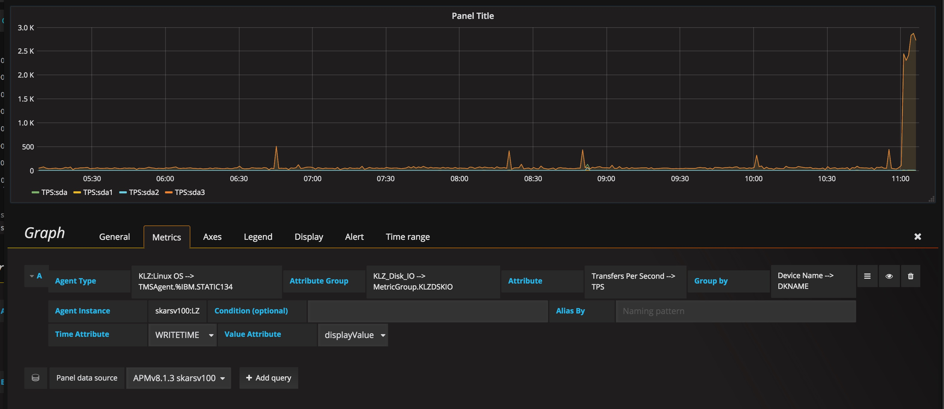 Panel Title
3.0 K
2.5 K
2.0 K
1.5 K
1.0 K
500
0
05:30 06:00 06:30 07:00 07:30 08:00 08:30 09:00 09:30 10:00 10:30 11:00
TPS:sda TPS:sda1 TPS:sda2 TPS:sda3
Graph General Metrics Axes Legend Display Alert Time range
A Agent Type KLZ:Linux OS --> Attribute Group KLZ_Disk_IO --> Attribute Transfers Per Second --> Group by Device Name -->
TMSAgent.%IBM.STATIC134 MetricGroup.KLZDSKIO TPS DKNAME
Agent Instance skarsv100:LZ Condition (optional) Alias By Naming pattern
Time Attribute WRITETIME Value Attribute displayValue
Panel data source APMv8.1.3 skarsv100 + Add query